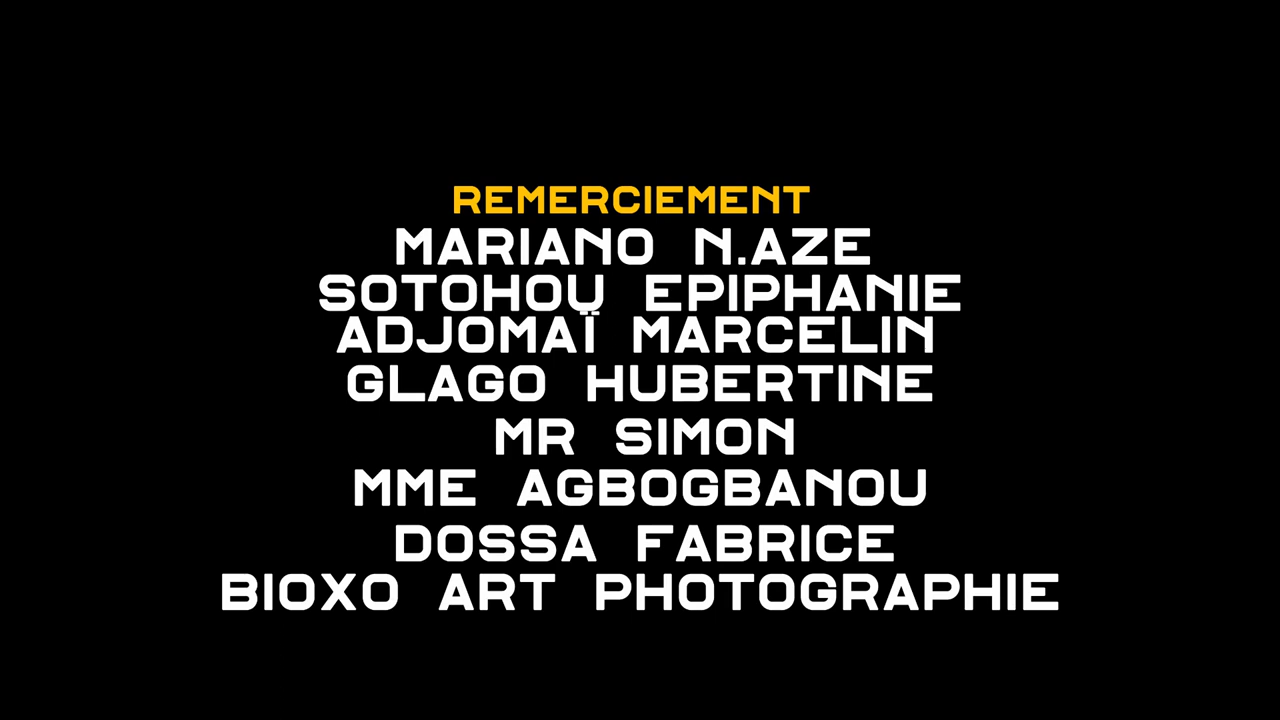 REMERCIEMENT
MARIANO N.AZE
SOTOHOU EPIPHANIE
ADJOMAÏ MARCELIN
GLAGO HUBERTINE
MR SIMON
MME AGBOGBANOU
DOSSA FABRICE
BIOXO ART PHOTOGRAPHIE